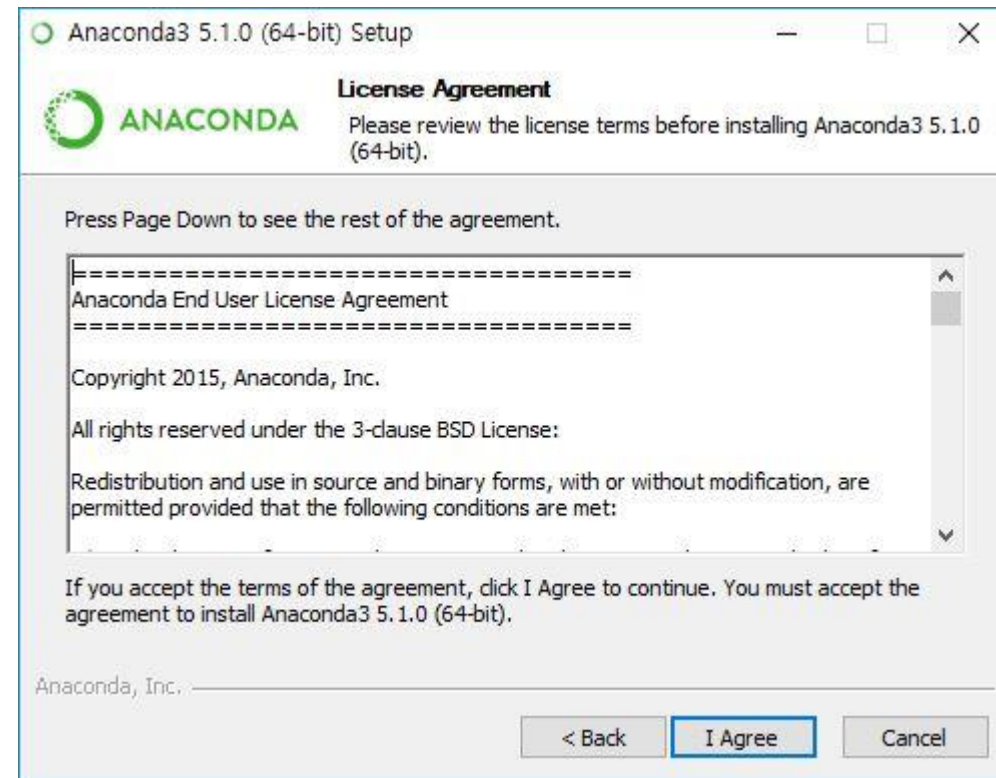 Anaconda3 5.1.0 (64-bit) Setup
ANACONDA
License Agreement
Please review the license terms before installing Anaconda3 5.1.0
(64-bit).
Press Page Down to see the rest of the agreement.
===================================
Anaconda End User License Agreement
===================================
Copyright 2015, Anaconda, Inc.
All rights reserved under the 3-clause BSD License:
Redistribution and use in source and binary forms, with or without modification, are
permitted provided that the following conditions are met:
If you accept the terms of the agreement, click I Agree to continue. You must accept the
agreement to install Anaconda3 5.1.0 (64-bit).
Anaconda, Inc.
< Back
I Agree
Cancel